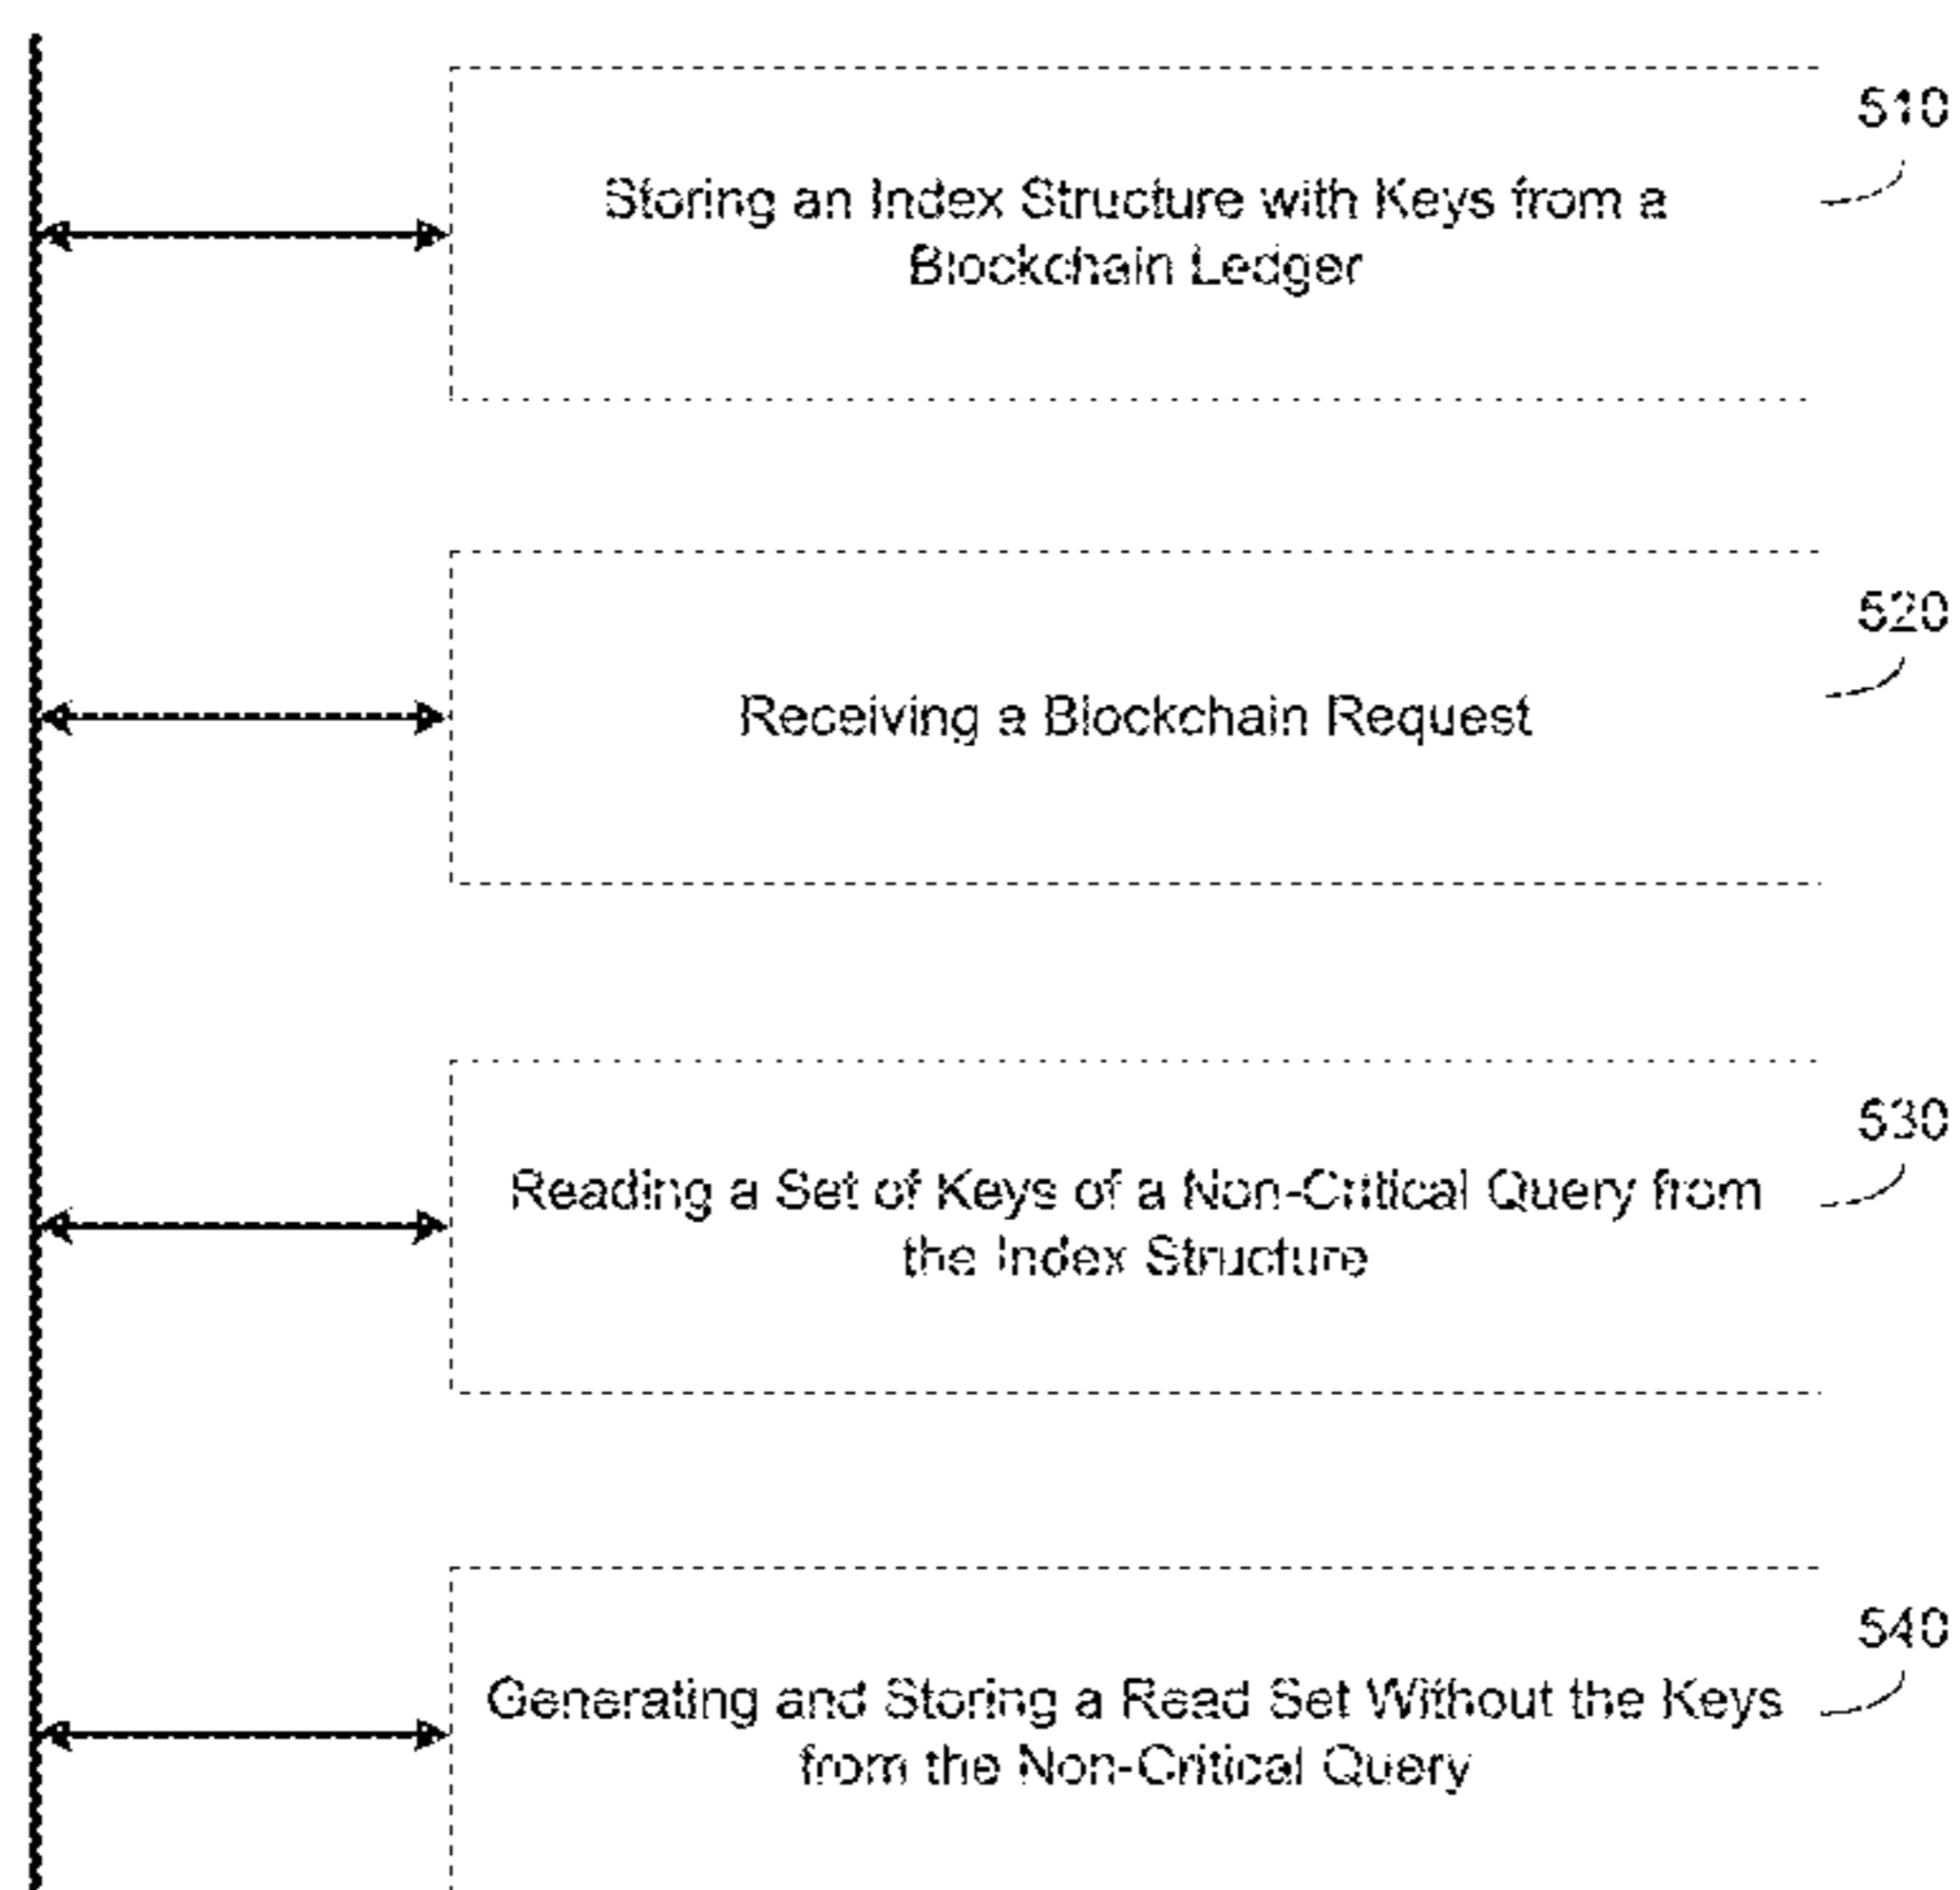 510
Storing an Index Structure with Keys from a
Blockchain Ledger
520
Receiving a Blockchain Request
530
Reading a Set of Keys of a Non-Critical Query from
the Index Structure
540
Generating and Storing a Read Set Without the Keys
from the Non-Critical Query